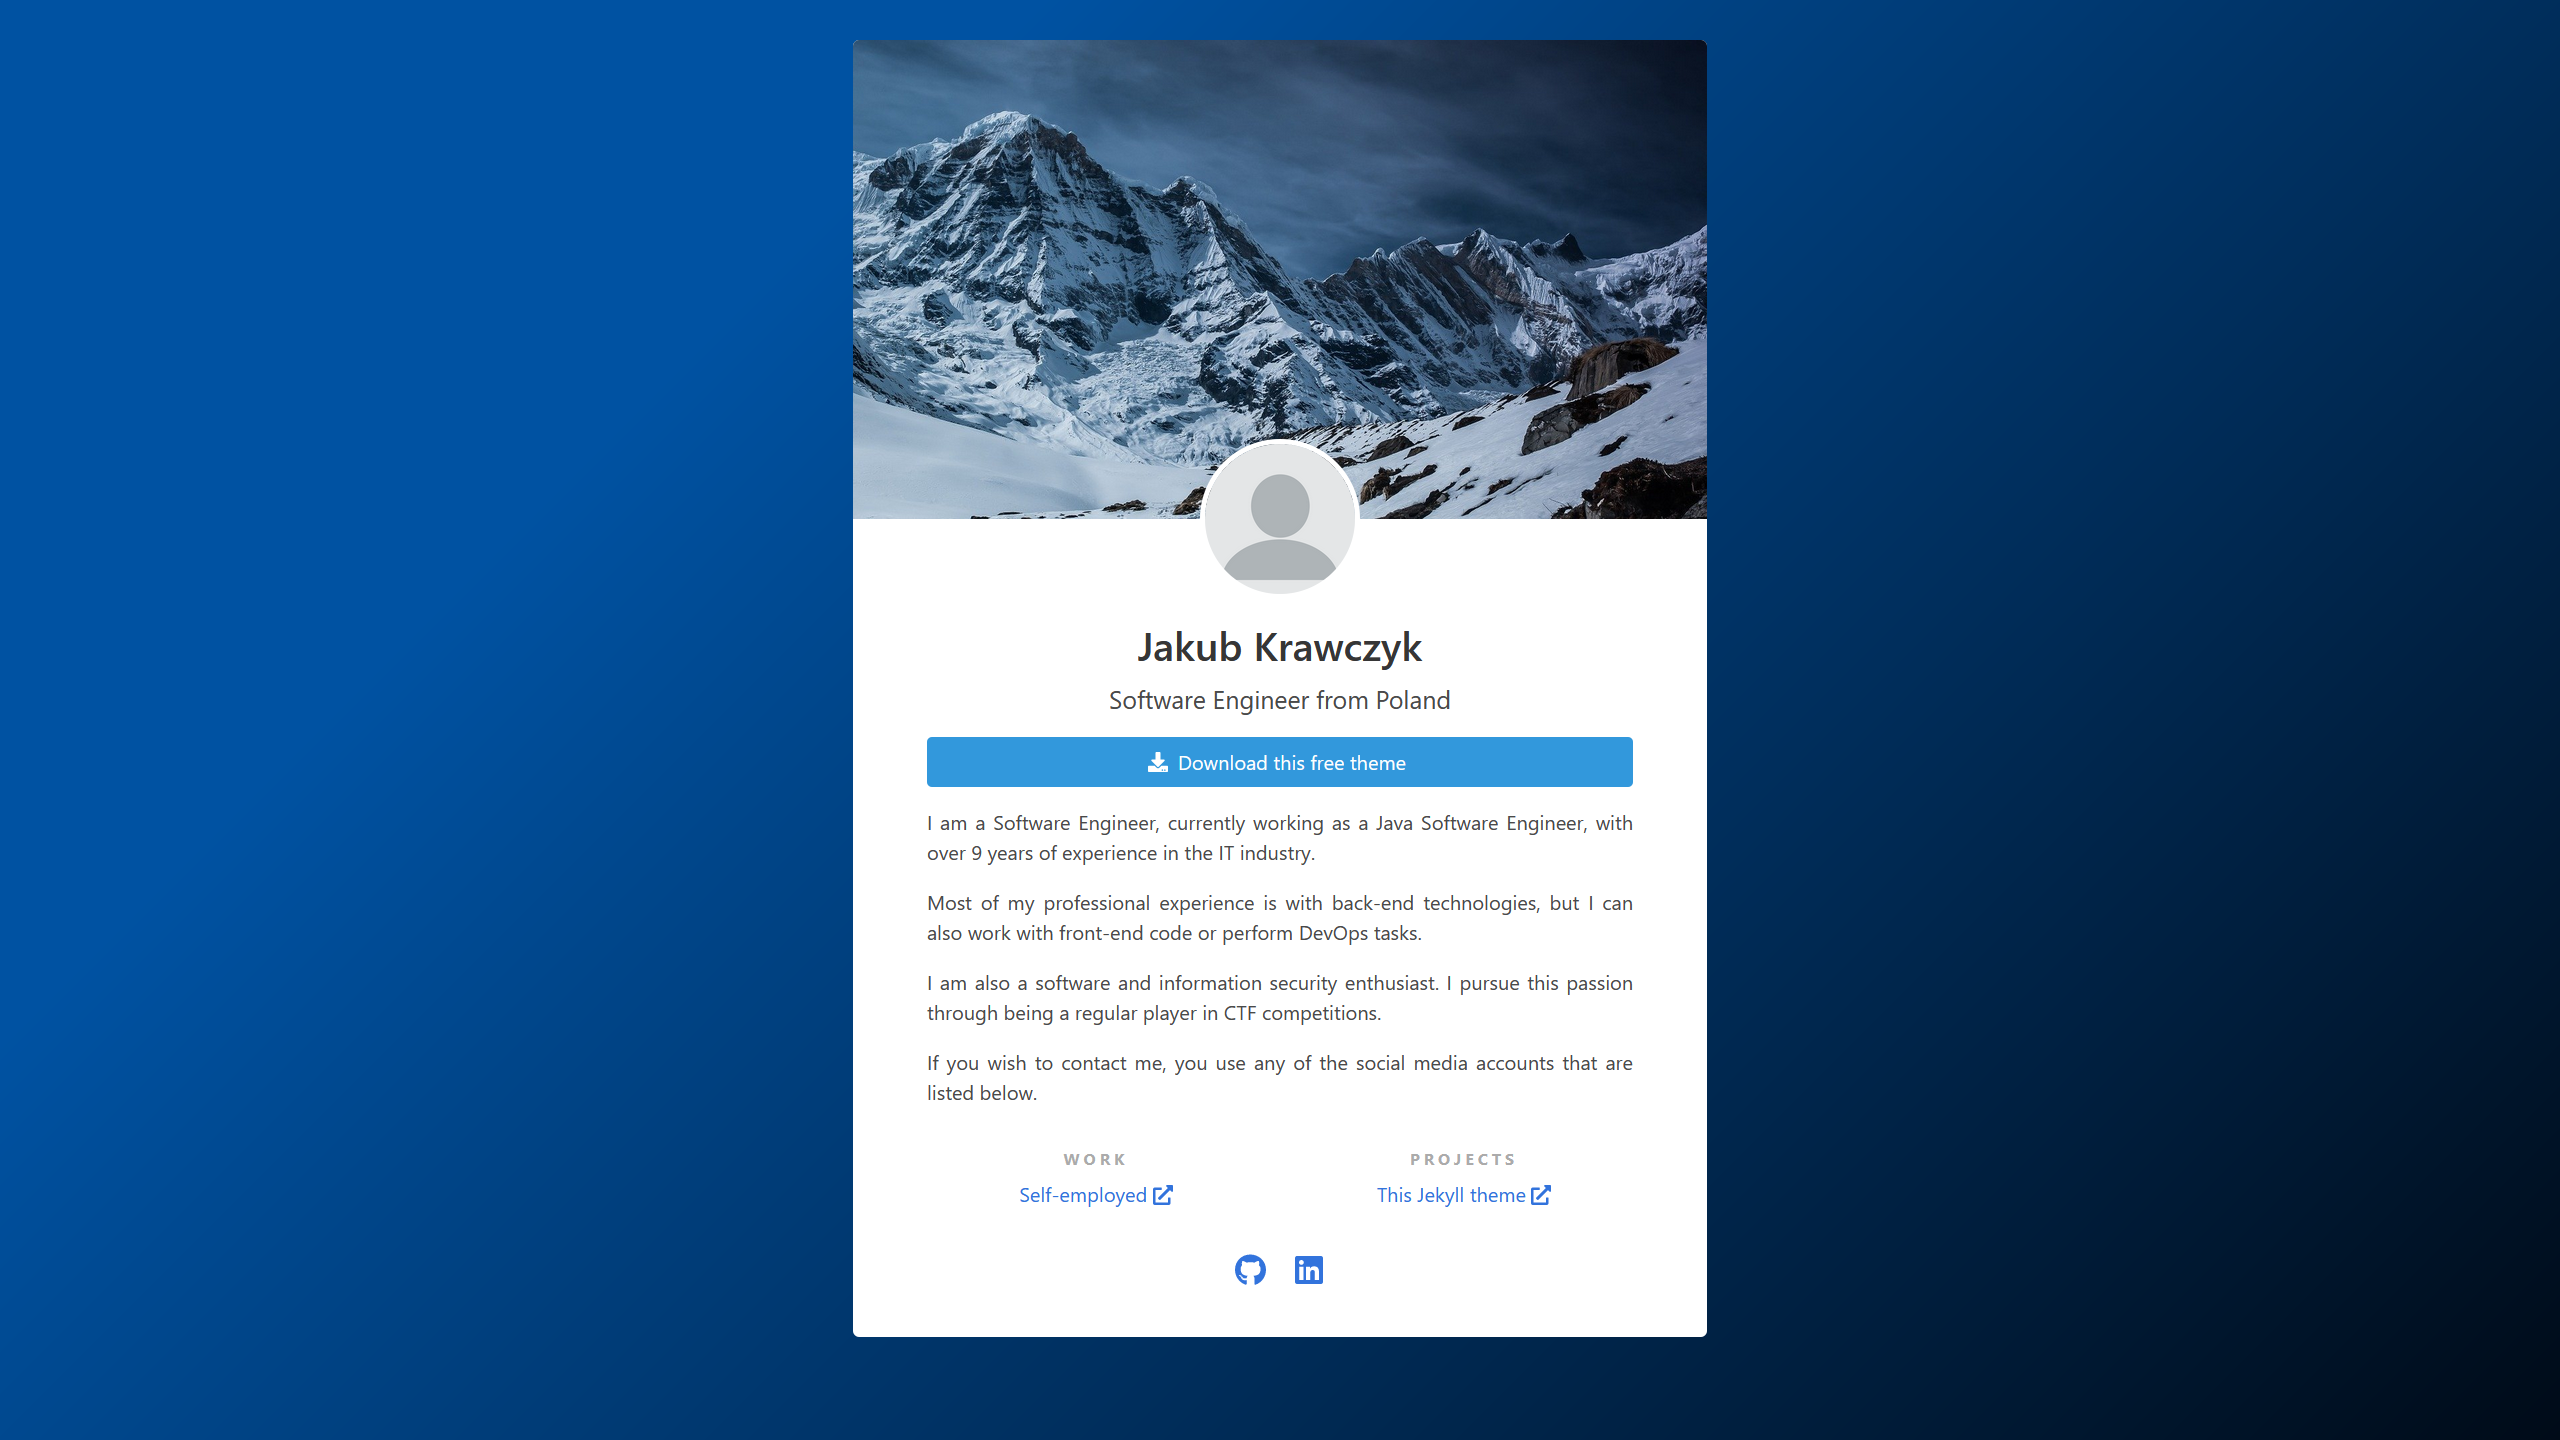 Jakub Krawczyk
Software Engineer from Poland
Download this free theme
I am a Software Engineer, currently working as a Java Software Engineer, with
over 9 years of experience in the IT industry.
Most of my professional experience is with back-end technologies, but I can
also work with front-end code or perform DevOps tasks.
I am also a software and information security enthusiast. I pursue this passion
through being a regular player in CTF competitions.
If you wish to contact me, you use any of the social media accounts that are
listed below.
WORK
Self-employed
PROJECTS
This Jekyll theme